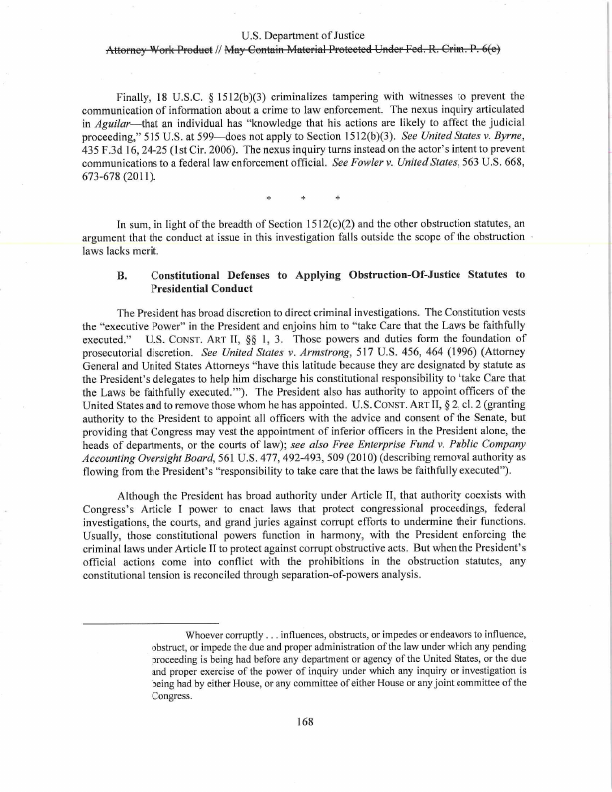 U.S. Department of Justice
Attorney Work Product // May Contain Material Protected Under Fed. R. Crim. P. 6(e)
Finally, 18 U.S.C. § 1512(b)(3) criminalizes tampering with witnesses to prevent the
communication of information about a crime to law enforcement. The nexus inquiry articulated
in Aguilar—that an individual has “knowledge that his actions are likely to affect the judicial
proceeding,” 515 U.S. at 599—does not apply to Section 1512(b)(3). See United States v. Byrne,
435 F.3d 16, 24-25 (1st Cir. 2006). The nexus inquiry turns instead on the actor’s intent to prevent
communications to a federal law enforcement official. See Fowler v. United States, 563 U.S. 668,
673-678 (2011).
* * *
In sum, in light of the breadth of Section 1512(c)(2) and the other obstruction statutes, an
argument that the conduct at issue in this investigation falls outside the scope of the obstruction
laws lacks merit.
B. Constitutional Defenses to Applying Obstruction-Of-Justice Statutes to
Presidential Conduct
The President has broad discretion to direct criminal investigations. The Constitution vests
the “executive Power” in the President and enjoins him to “take Care that the Laws be faithfully
executed.” U.S. CONST. ART II, §§ 1, 3. Those powers and duties form the foundation of
prosecutorial discretion. See United States v. Armstrong, 517 U.S. 456, 464 (1996) (Attorney
General and United States Attorneys “have this latitude because they are designated by statute as
the President’s delegates to help him discharge his constitutional responsibility to ‘take Care that
the Laws be faithfully executed.’”). The President also has authority to appoint officers of the
United States and to remove those whom he has appointed. U.S. CONST. ART II, § 2, cl. 2 (granting
authority to the President to appoint all officers with the advice and consent of the Senate, but
providing that Congress may vest the appointment of inferior officers in the President alone, the
heads of departments, or the courts of law); see also Free Enterprise Fund v. Public Company
Accounting Oversight Board, 561 U.S. 477, 492-493, 509 (2010) (describing removal authority as
flowing from the President’s “responsibility to take care that the laws be faithfully executed”).
Although the President has broad authority under Article II, that authority coexists with
Congress’s Article I power to enact laws that protect congressional proceedings, federal
investigations, the courts, and grand juries against corrupt efforts to undermine their functions.
Usually, those constitutional powers function in harmony, with the President enforcing the
criminal laws under Article II to protect against corrupt obstructive acts. But when the President’s
official actions come into conflict with the prohibitions in the obstruction statutes, any
constitutional tension is reconciled through separation-of-powers analysis.
Whoever corruptly . . . influences, obstructs, or impedes or endeavors to influence,
obstruct, or impede the due and proper administration of the law under which any pending
proceeding is being had before any department or agency of the United States, or the due
and proper exercise of the power of inquiry under which any inquiry or investigation is
being had by either House, or any committee of either House or any joint committee of the
Congress.
168